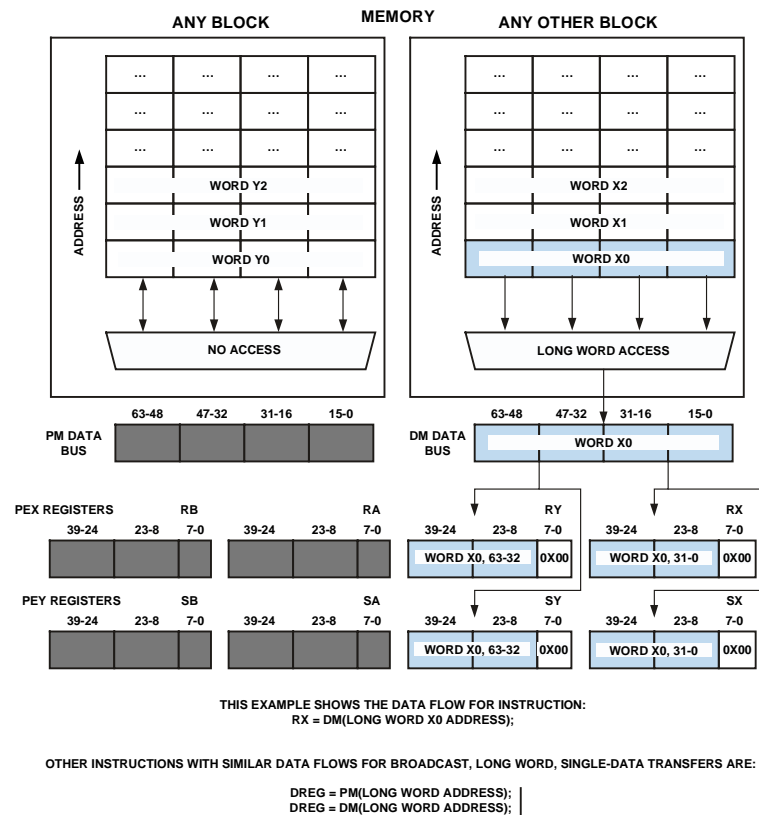 MEMORY
ANY BLOCK
ANY OTHER BLOCK
... ... ... ...
... ... ... ...
... ... ... ...
WORD Y2
WORD Y1
WORD Y0
ADDRESS
NO ACCESS
... ... ... ...
... ... ... ...
... ... ... ...
WORD X2
WORD X1
WORD X0
ADDRESS
LONG WORD ACCESS
63-48 47-32 31-16 15-0
PM DATA
BUS
63-48 47-32 31-16 15-0
DM DATA
BUS
WORD X0
PEX REGISTERS RB RA RY RX
39-24 23-8 7-0 39-24 23-8 7-0 39-24 23-8 7-0 39-24 23-8 7-0
WORD X0, 63-32 0X00 WORD X0, 31-0 0X00
PEY REGISTERS SB SA SY SX
39-24 23-8 7-0 39-24 23-8 7-0 39-24 23-8 7-0 39-24 23-8 7-0
WORD X0, 63-32 0X00 WORD X0, 31-0 0X00
THIS EXAMPLE SHOWS THE DATA FLOW FOR INSTRUCTION:
RX = DM(LONG WORD X0 ADDRESS);
OTHER INSTRUCTIONS WITH SIMILAR DATA FLOWS FOR BROADCAST, LONG WORD, SINGLE-DATA TRANSFERS ARE:
DREG = PM(LONG WORD ADDRESS);
DREG = DM(LONG WORD ADDRESS);